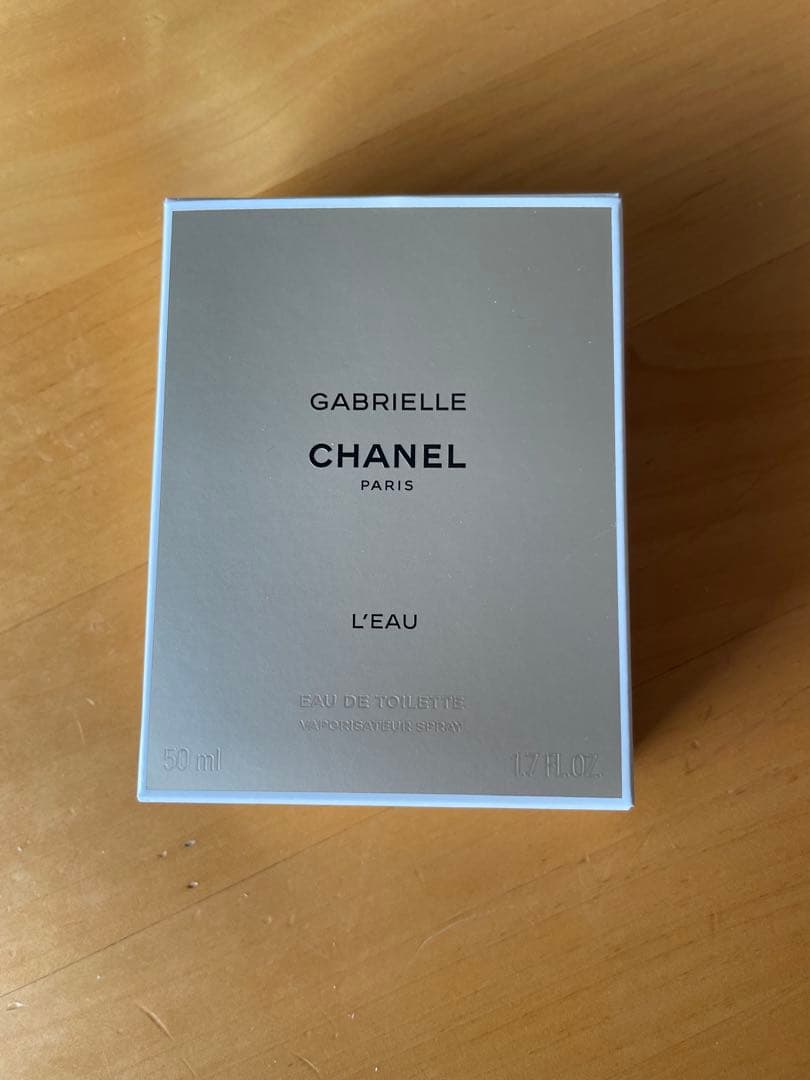 GABRIELLE
CHANEL
PARIS
L'EAU
EAU DE TOILETTE
VAPORISATEUR SPRAY
50 ml 1.7 FL.OZ.